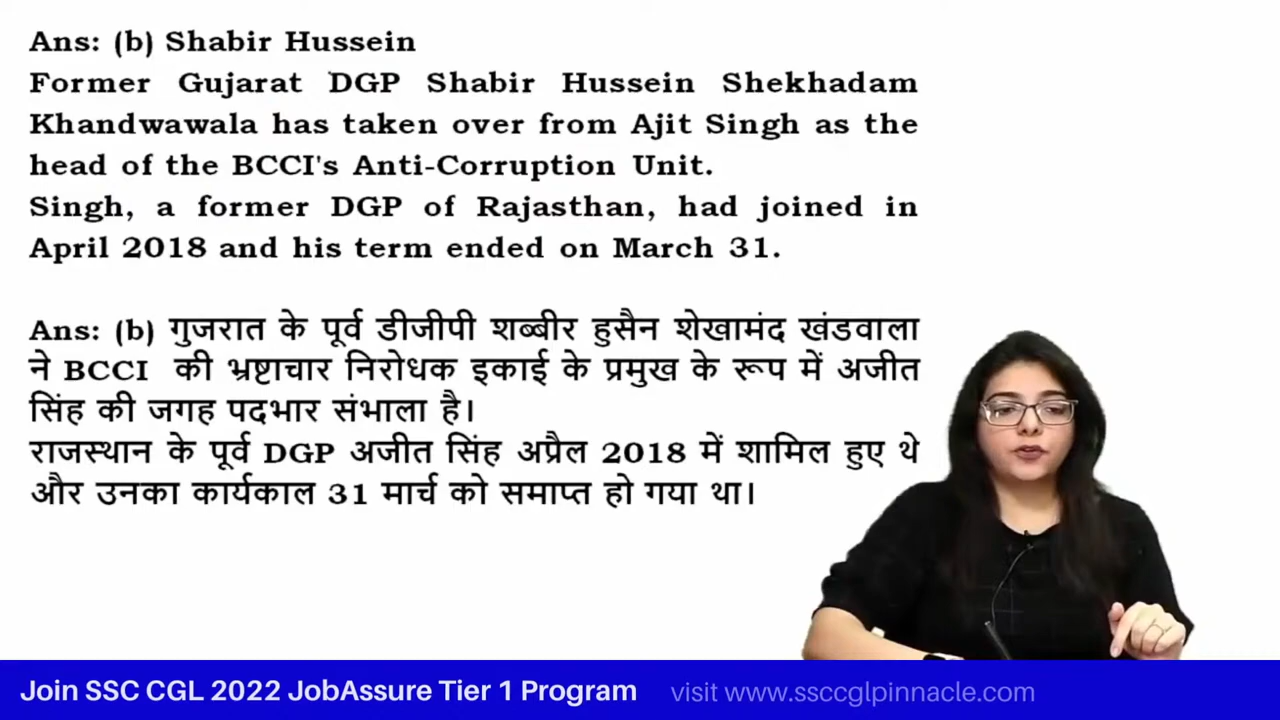 Ans: (b) Shabir Hussein
Former Gujarat DGP Shabir Hussein Shekhadam
Khandwawala has taken over from Ajit Singh as the
head of the BCCI's Anti-Corruption Unit.
Singh, a former DGP of Rajasthan, had joined in
April 2018 and his term ended on March 31.
Ans: (b) गुजरात के पूर्व डीजीपी शब्बीर हुसैन शेखामंद खंडवाला
ने BCCI की भ्रष्टाचार निरोधक इकाई के प्रमुख के रूप में अजीत
सिंह की जगह पदभार संभाला है।
राजस्थान के पूर्व DGP अजीत सिंह अप्रैल 2018 में शामिल हुए थे
और उनका कार्यकाल 31 मार्च को समाप्त हो गया था।
Join SSC CGL 2022 JobAssure Tier 1 Program visit www.ssccglpinnacle.com